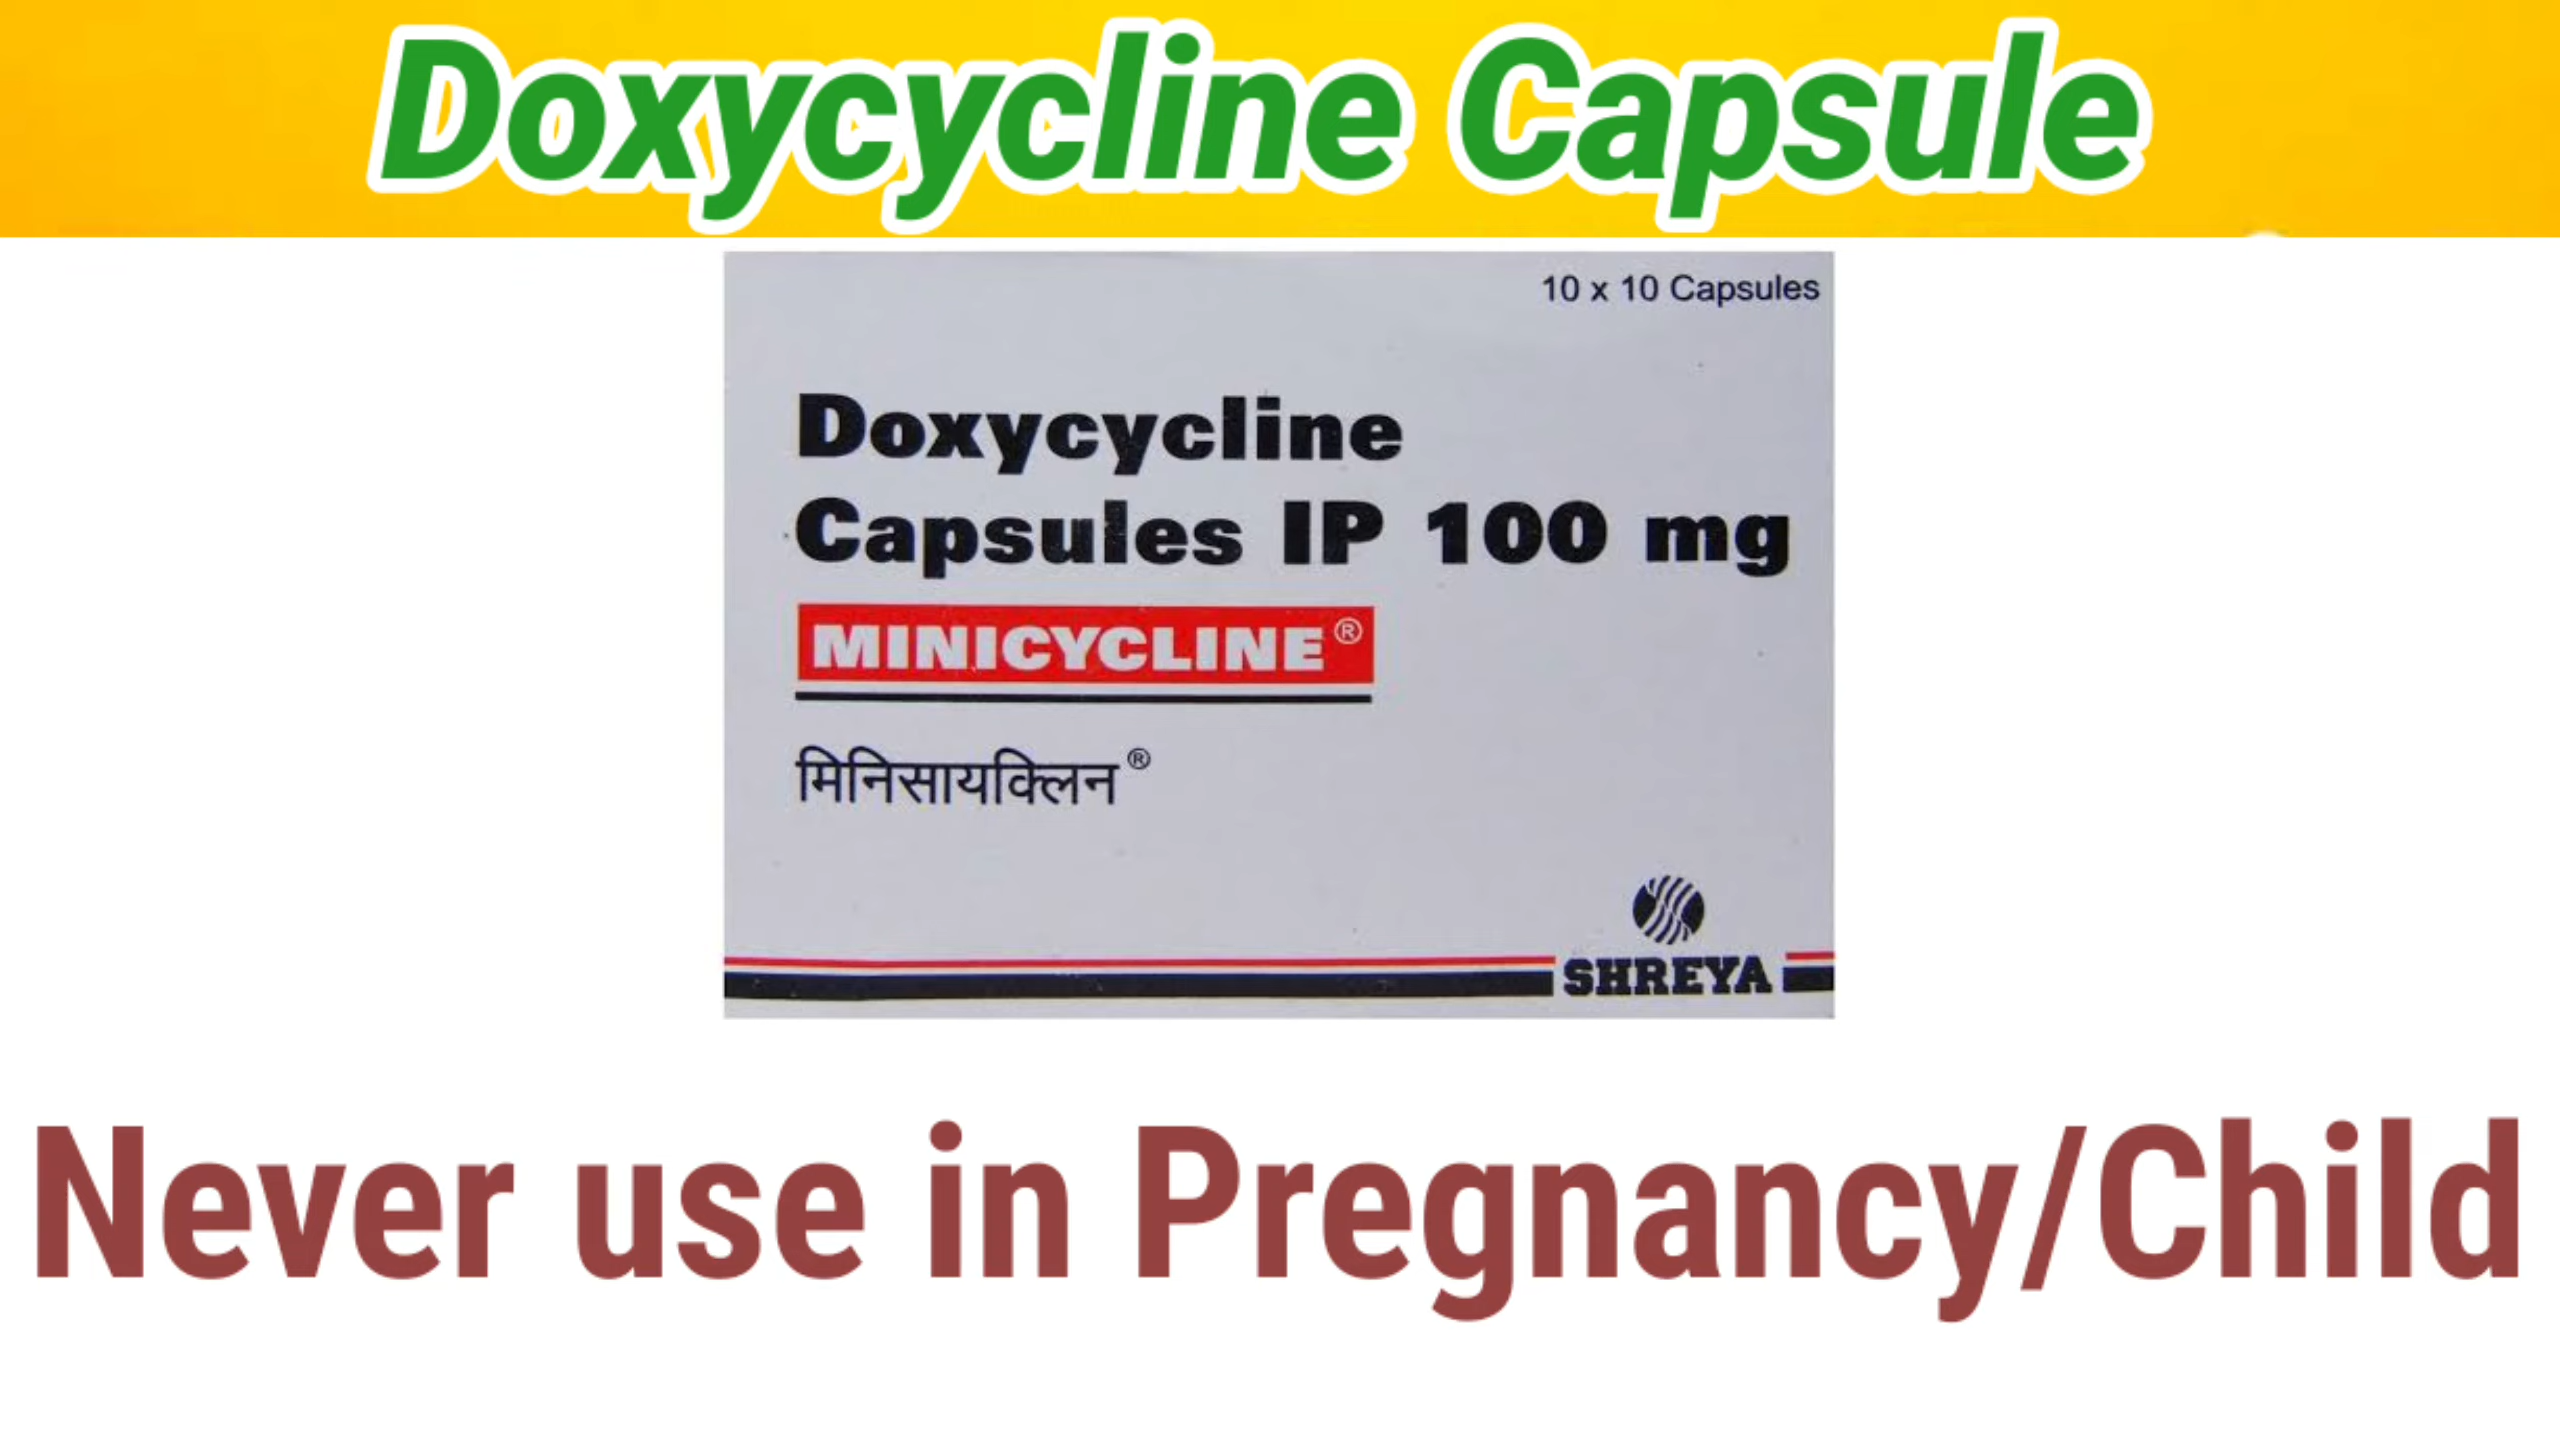 Doxycycline Capsule
10 x 10 Capsules
Doxycycline
Capsules IP 100 mg
MINICYCLINE®
मिनिसायक्लिन®
SHREYA
Never use in Pregnancy/Child